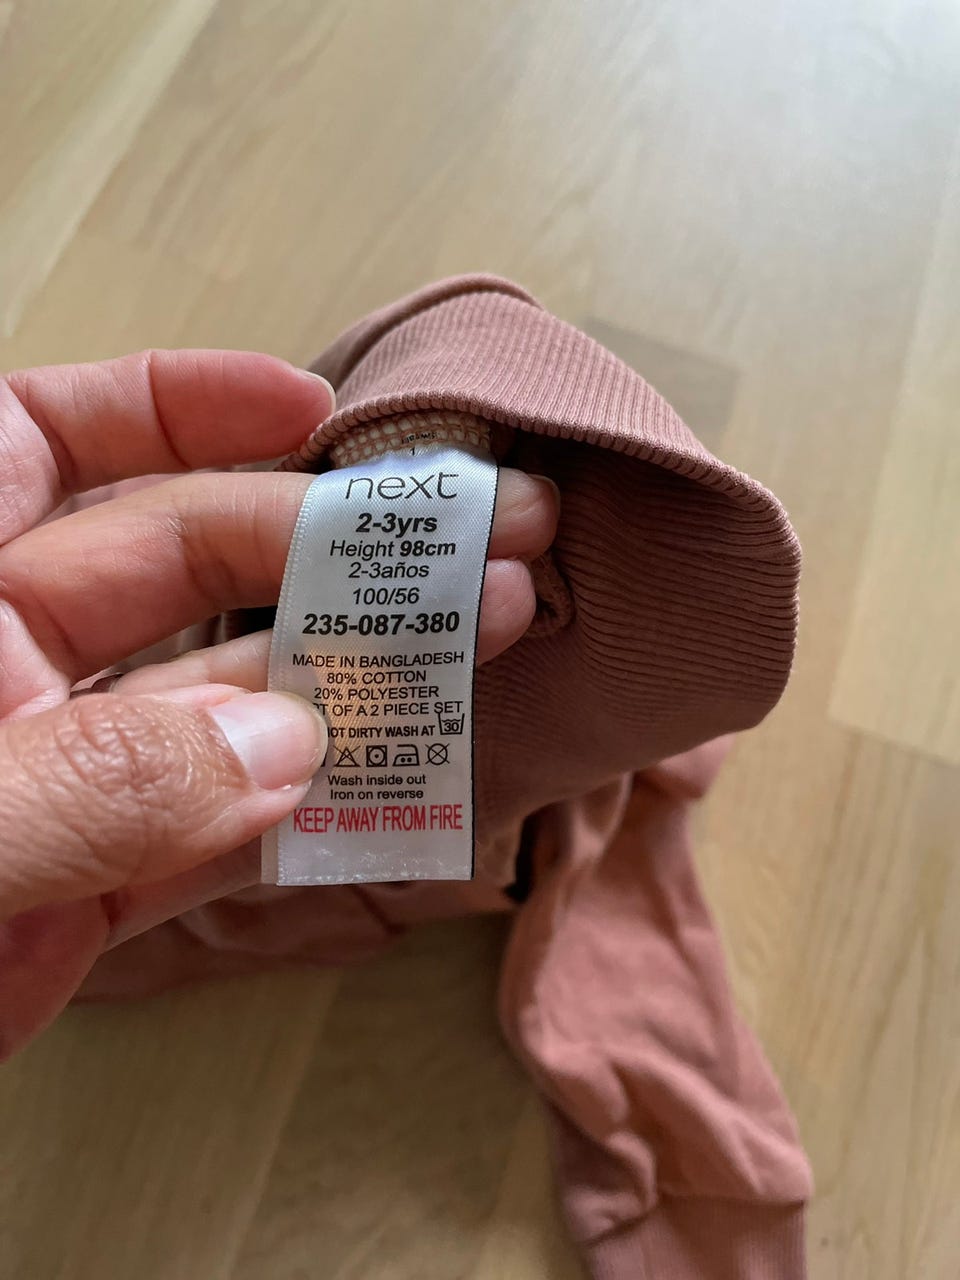 next
2-3yrs
Height 98cm
2-3años
100/56
235-087-380
MADE IN BANGLADESH
80% COTTON
20% POLYESTER
OF A 2 PIECE SET
DIRTY WASH AT 30
Wash inside out
Iron on reverse
KEEP AWAY FROM FIRE